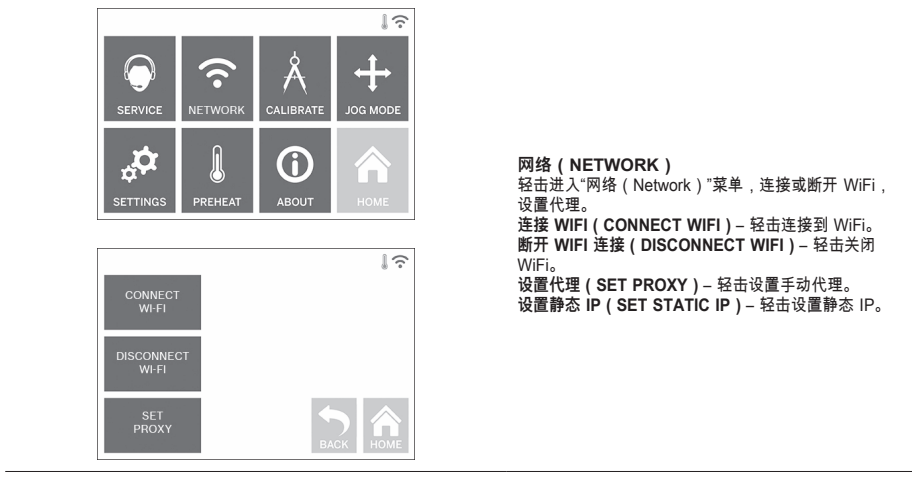 SERVICE NETWORK CALIBRATE JOG MODE
SETTINGS PREHEAT ABOUT HOME
CONNECT
WI-FI
DISCONNECT
WI-FI
SET
PROXY
BACK HOME
网络 ( NETWORK )
轻击进入“网络 ( Network ) ”菜单 , 连接或断开 WiFi ,
设置代理。
连接 WIFI ( CONNECT WIFI ) – 轻击连接到 WiFi。
断开 WIFI 连接 ( DISCONNECT WIFI ) – 轻击关闭
WiFi。
设置代理 ( SET PROXY ) – 轻击设置手动代理。
设置静态 IP ( SET STATIC IP ) – 轻击设置静态 IP。